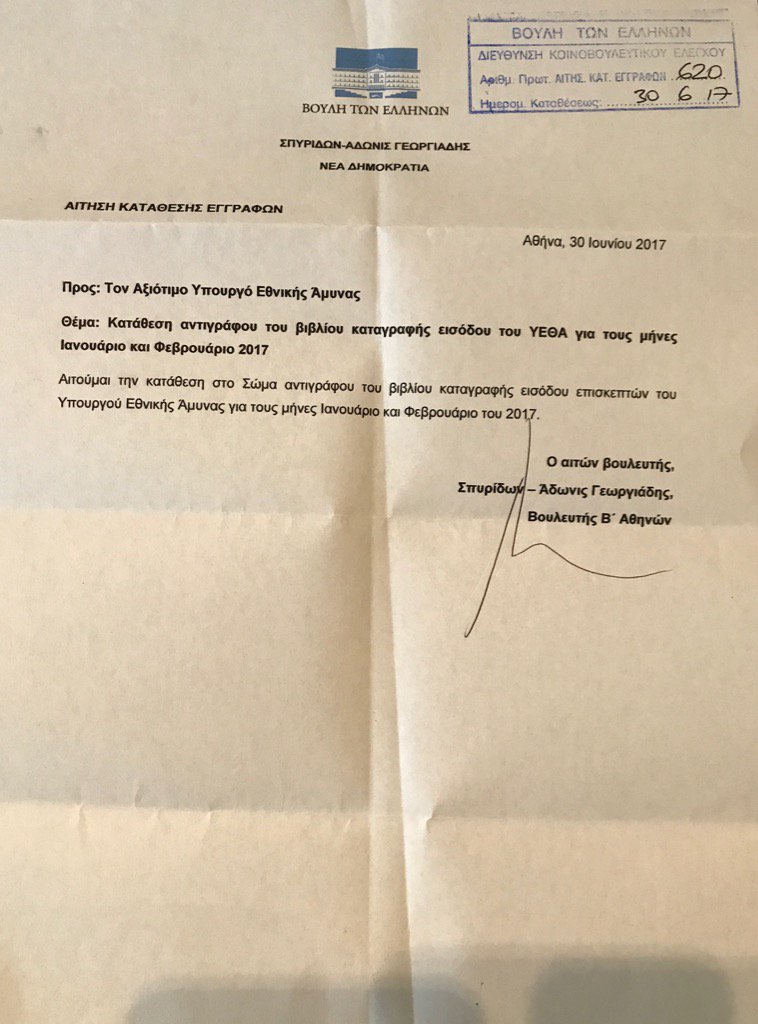 ΒΟΥΛΗ ΤΩΝ ΕΛΛΗΝΩΝ
ΔΙΕΥΘΥΝΣΗ ΚΟΙΝΟΒΟΥΛΕΥΤΙΚΟΥ ΕΛΕΓΧΟΥ
Αριθμ. Πρωτ. ΑΙΤΗΣ. ΚΑΤ. ΕΓΓΡΑΦΩΝ 620
Ημερομ. Καταθέσεως: 30 6 17
ΒΟΥΛΗ ΤΩΝ ΕΛΛΗΝΩΝ
ΣΠΥΡΙΔΩΝ-ΑΔΩΝΙΣ ΓΕΩΡΓΙΑΔΗΣ
ΝΕΑ ΔΗΜΟΚΡΑΤΙΑ
ΑΙΤΗΣΗ ΚΑΤΑΘΕΣΗΣ ΕΓΓΡΑΦΩΝ
Αθήνα, 30 Ιουνίου 2017
Προς: Τον Αξιότιμο Υπουργό Εθνικής Άμυνας
Θέμα: Κατάθεση αντιγράφου του βιβλίου καταγραφής εισόδου του ΥΕΘΑ για τους μήνες
Ιανουάριο και Φεβρουάριο 2017
Αιτούμαι την κατάθεση στο Σώμα αντιγράφου του βιβλίου καταγραφής εισόδου επισκεπτών του
Υπουργού Εθνικής Άμυνας για τους μήνες Ιανουάριο και Φεβρουάριο του 2017.
Ο αιτών βουλευτής,
Σπυρίδων – Άδωνις Γεωργιάδης,
Βουλευτής Β΄ Αθηνών